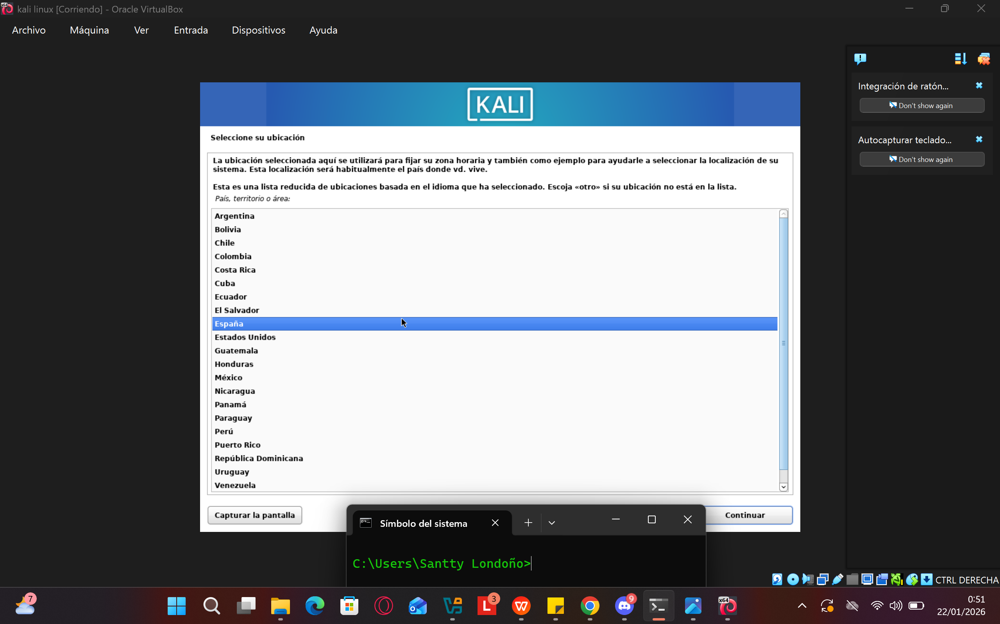 kali linux [Corriendo] - Oracle VirtualBox
Archivo Máquina Ver Entrada Dispositivos Ayuda
Integración de ratón...
Don't show again
Autocapturar teclado...
Don't show again
KALI
Seleccione su ubicación
La ubicación seleccionada aquí se utilizará para fijar su zona horaria y también como ejemplo para ayudarle a seleccionar la localización de su
sistema. Esta localización será habitualmente el país donde vd. vive.
Esta es una lista reducida de ubicaciones basada en el idioma que ha seleccionado. Escoja «otro» si su ubicación no está en la lista.
País, territorio o área:
Argentina
Bolivia
Chile
Colombia
Costa Rica
Cuba
Ecuador
El Salvador
España
Estados Unidos
Guatemala
Honduras
México
Nicaragua
Panamá
Paraguay
Perú
Puerto Rico
República Dominicana
Uruguay
Venezuela
Capturar la pantalla
Continuar
Símbolo del sistema
C:\Users\Santty Londoño>
CTRL DERECHA
7
3
9
x64
0:51
22/01/2026